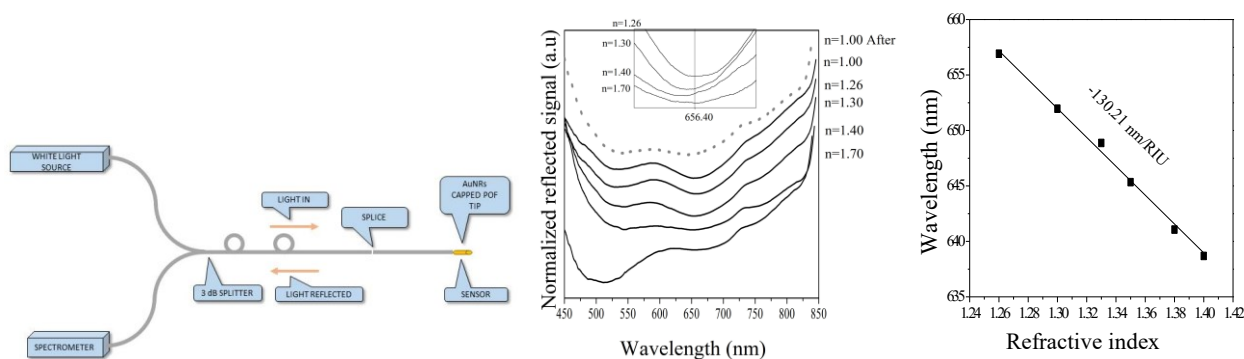 WHITE LIGHT
SOURCE
LIGHT IN
SPLICE
AuNRs
CAPPED POF
TIP
3 dB SPLITTER
LIGHT REFLECTED
SENSOR
SPECTROMETER
Normalized reflected signal (a.u)
n=1.26
n=1.30
n=1.40
n=1.70
656.40
n=1.00 After
n=1.00
n=1.26
n=1.30
n=1.40
n=1.70
450 500 550 600 650 700 750 800 850
Wavelength (nm)
Wavelength (nm)
660
655
650
645
640
635
-130.21 nm/RIU
1.24 1.26 1.28 1.30 1.32 1.34 1.36 1.38 1.40 1.42
Refractive index